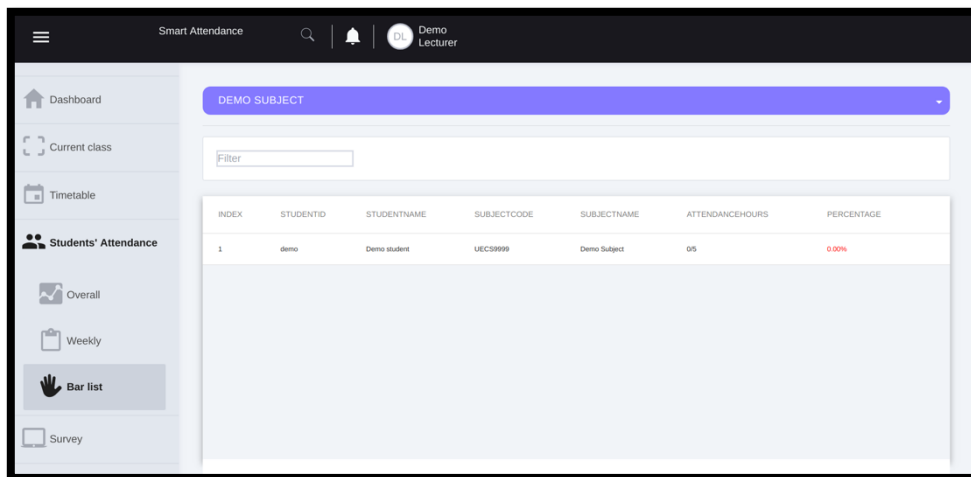 Smart Attendance
DL
Demo
Lecturer
Dashboard
Current class
Timetable
Students' Attendance
Overall
Weekly
Bar list
Survey
DEMO SUBJECT
Filter
INDEX STUDENTID STUDENTNAME SUBJECTCODE SUBJECTNAME ATTENDANCEHOURS PERCENTAGE
1 demo Demo student UECS9999 Demo Subject 0/5 0.00%